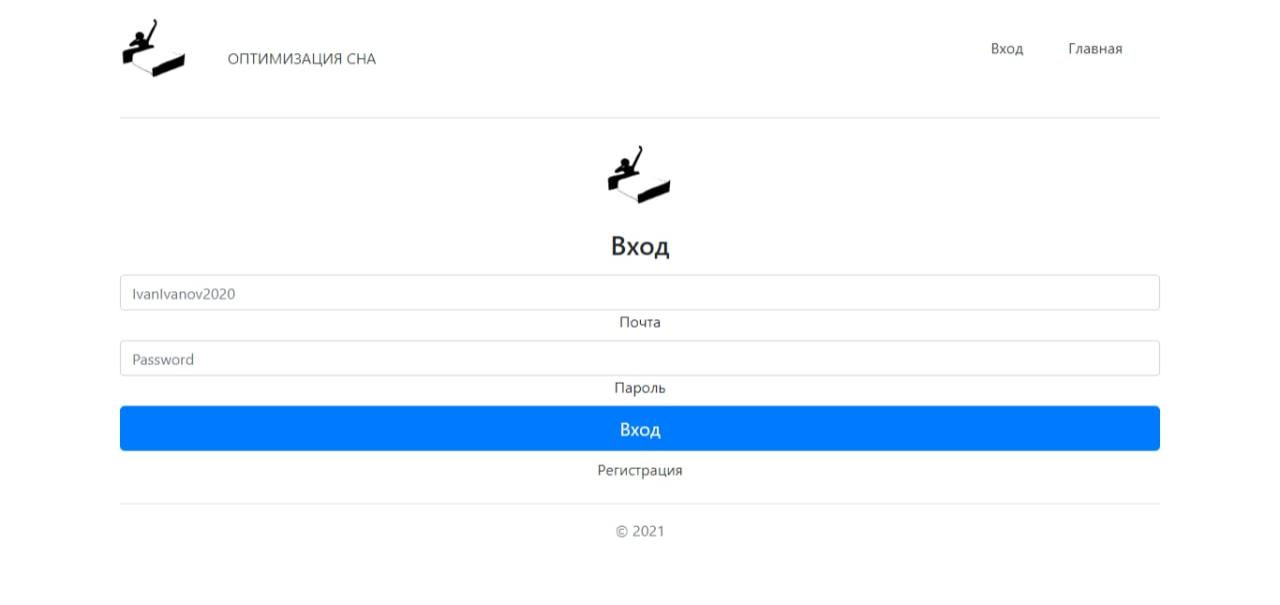 ОПТИМИЗАЦИЯ СНА
Вход
Главная
Вход
IvanIvanov2020
Почта
Password
Пароль
Вход
Регистрация
© 2021